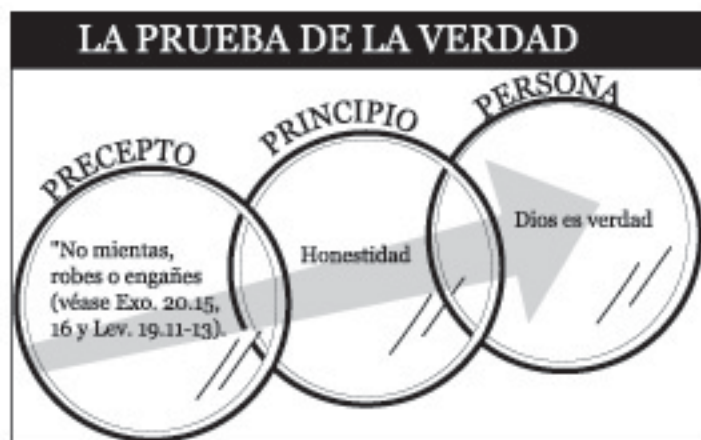 LA PRUEBA DE LA VERDAD
PRECEPTO
"No mientas,
robes o engañes
(véase Exo. 20.15,
16 y Lev. 19.11-13).
PRINCIPIO
Honestidad
PERSONA
Dios es verdad